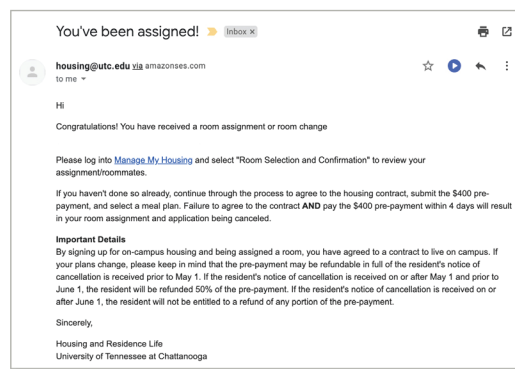 You've been assigned!
Inbox ×
housing@utc.edu via amazonses.com
to me
Hi
Congratulations! You have received a room assignment or room change
Please log into Manage My Housing and select "Room Selection and Confirmation" to review your
assignment/roommates.
If you haven't done so already, continue through the process to agree to the housing contract, submit the $400 pre-
payment, and select a meal plan. Failure to agree to the contract AND pay the $400 pre-payment within 4 days will result
in your room assignment and application being canceled.
Important Details
By signing up for on-campus housing and being assigned a room, you have agreed to a contract to live on campus. If
your plans change, please keep in mind that the pre-payment may be refundable in full of the resident's notice of
cancellation is received prior to May 1. If the resident's notice of cancellation is received on or after May 1 and prior to
June 1, the resident will be refunded 50% of the pre-payment. If the resident's notice of cancellation is received on or
after June 1, the resident will not be entitled to a refund of any portion of the pre-payment.
Sincerely,
Housing and Residence Life
University of Tennessee at Chattanooga